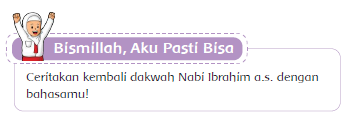 Bismillah, Aku Pasti Bisa
Ceritakan kembali dakwah Nabi Ibrahim a.s. dengan
bahasamu!